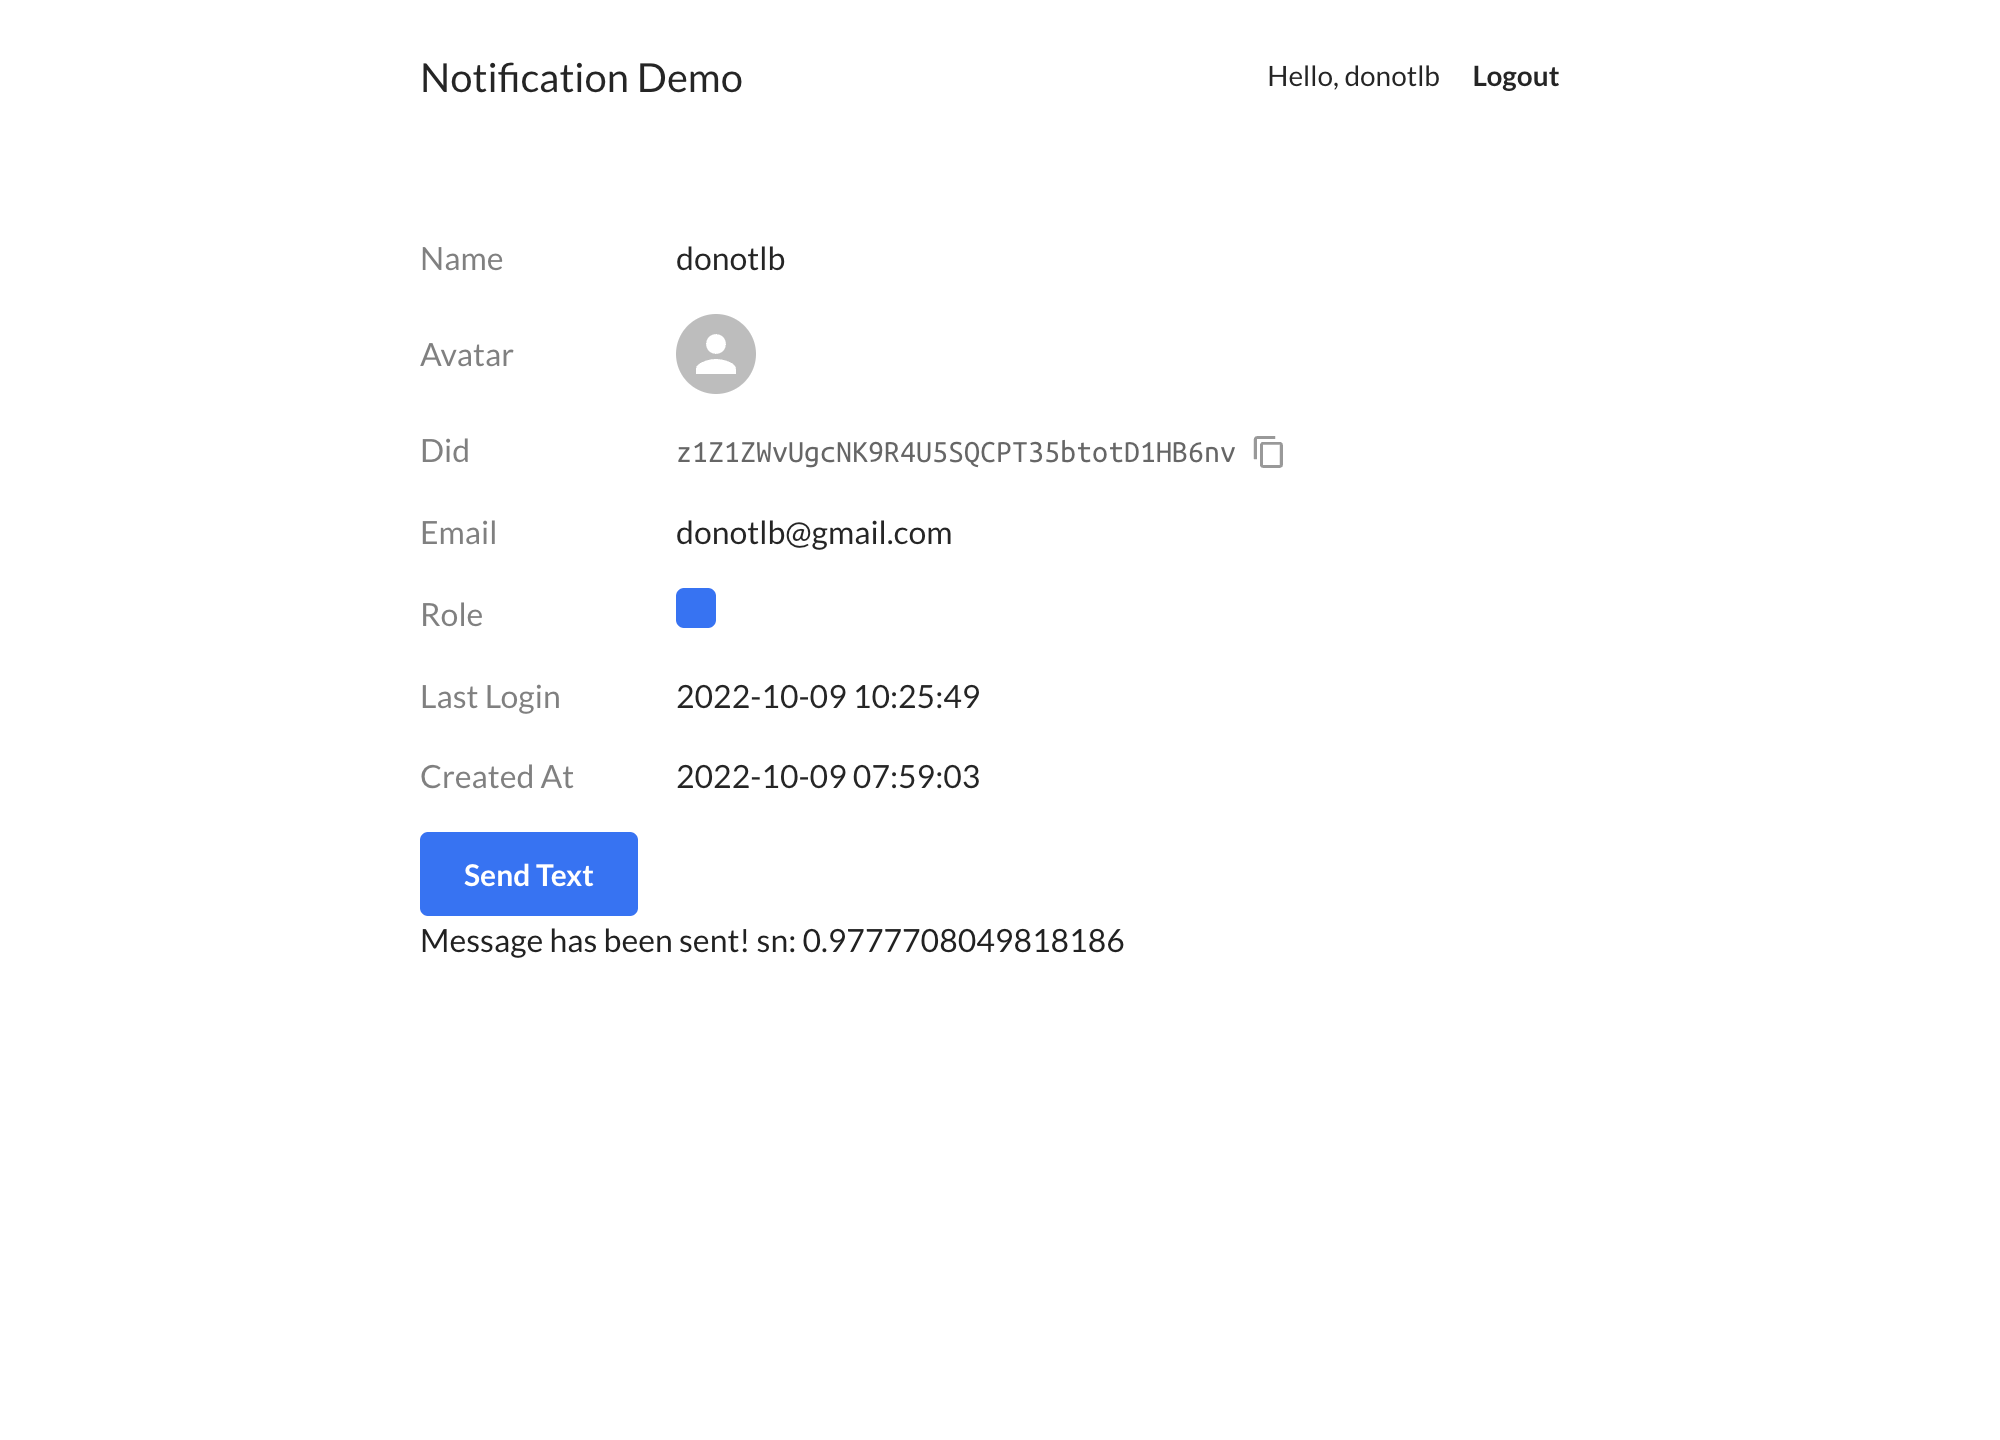 Notification Demo
Hello, donotlb Logout
Name donotlb
Avatar
Did z1Z1ZWvUgcNK9R4U5SQCPT35btotD1HB6nv
Email donotlb@gmail.com
Role
Last Login 2022-10-09 10:25:49
Created At 2022-10-09 07:59:03
Send Text
Message has been sent! sn: 0.9777708049818186